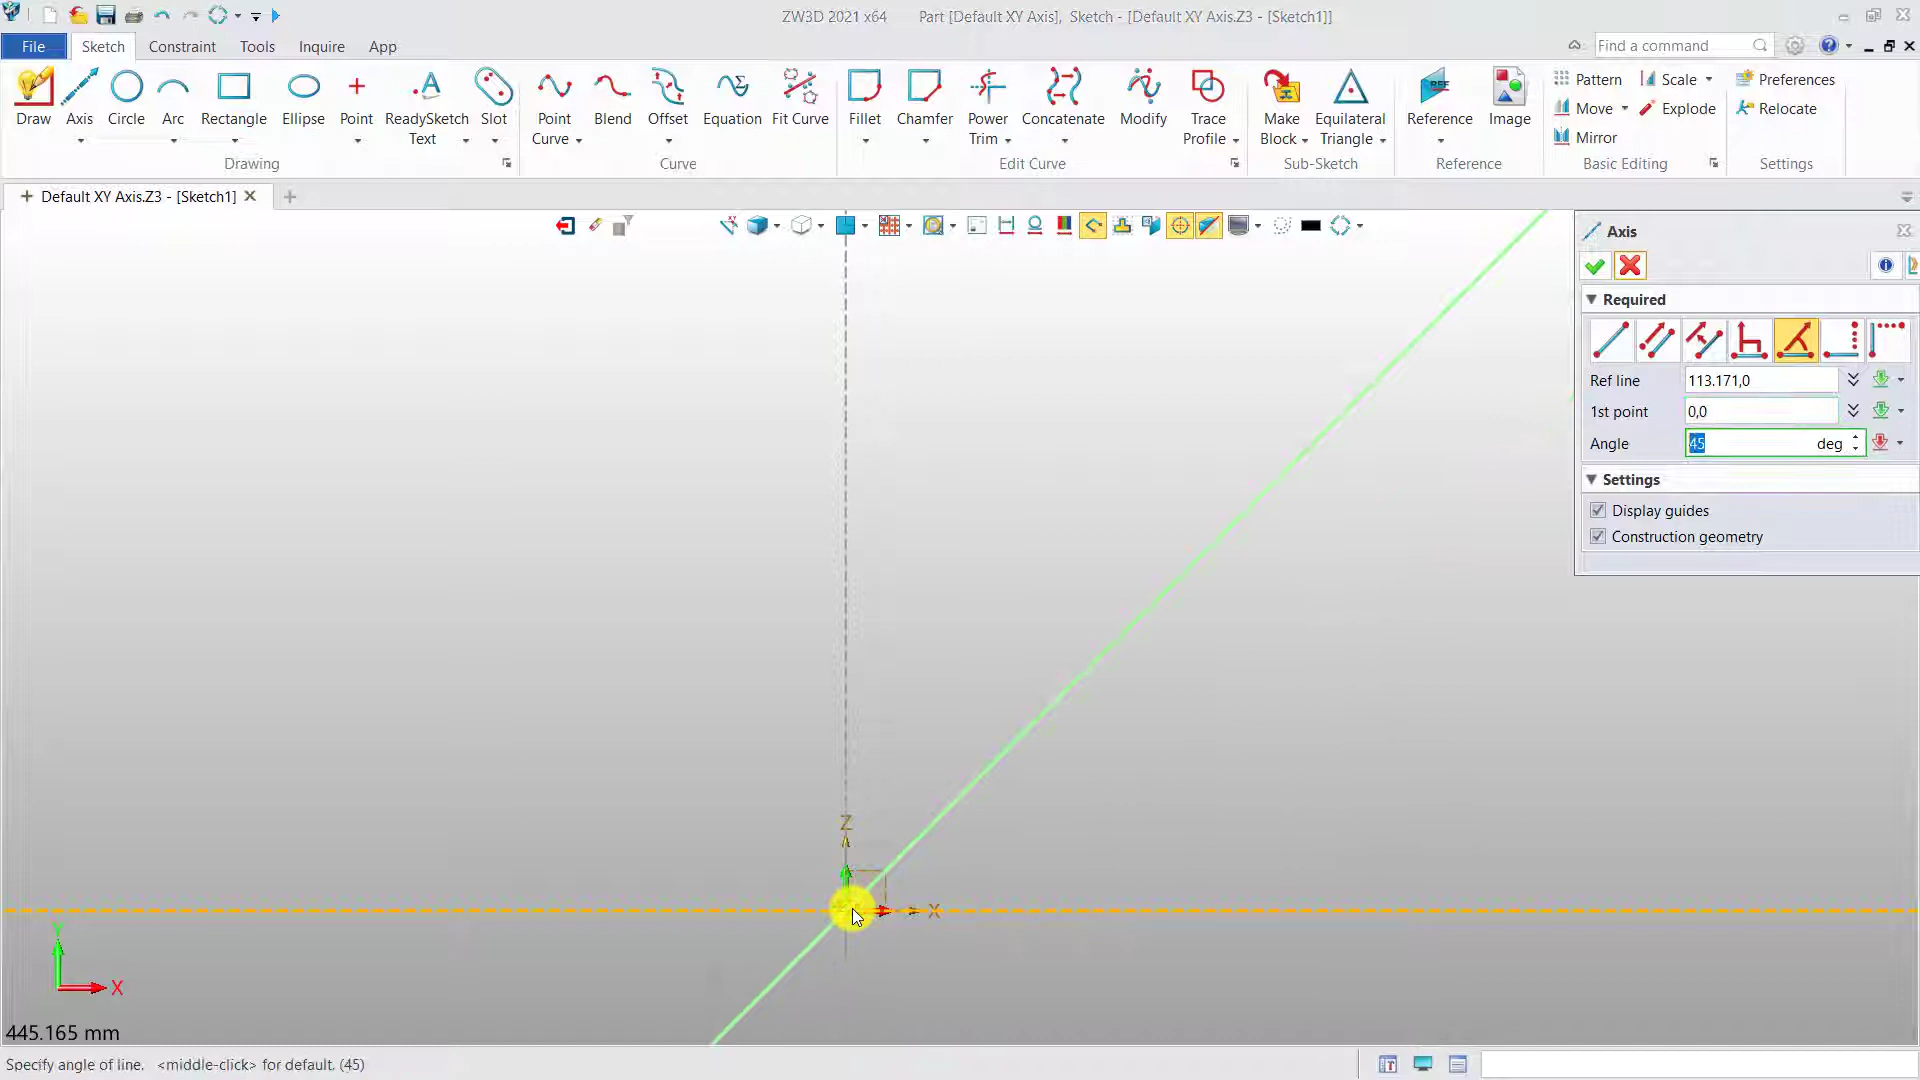 ZW3D 2021 x64 Part [Default XY Axis], Sketch - [Default XY Axis.Z3 - [Sketch1]]
File Sketch Constraint Tools Inquire App Find a command
Draw Axis Circle Arc Rectangle Ellipse Point ReadySketch Text Slot
Drawing
Point Curve Blend Offset Equation Fit Curve
Curve
Fillet Chamfer Power Trim Concatenate Modify Trace Profile
Edit Curve
Make Block Equilateral Triangle
Sub-Sketch
REF
Reference Image
Reference
Pattern Scale
Move Explode
Mirror
Basic Editing
Preferences
Relocate
Settings
Default XY Axis.Z3 - [Sketch1]
Axis
Required
Ref line 113.171,0
1st point 0,0
Angle 45 deg
Settings
Display guides
Construction geometry
Z
X
Y
X
445.165 mm
Specify angle of line. <middle-click> for default. (45)